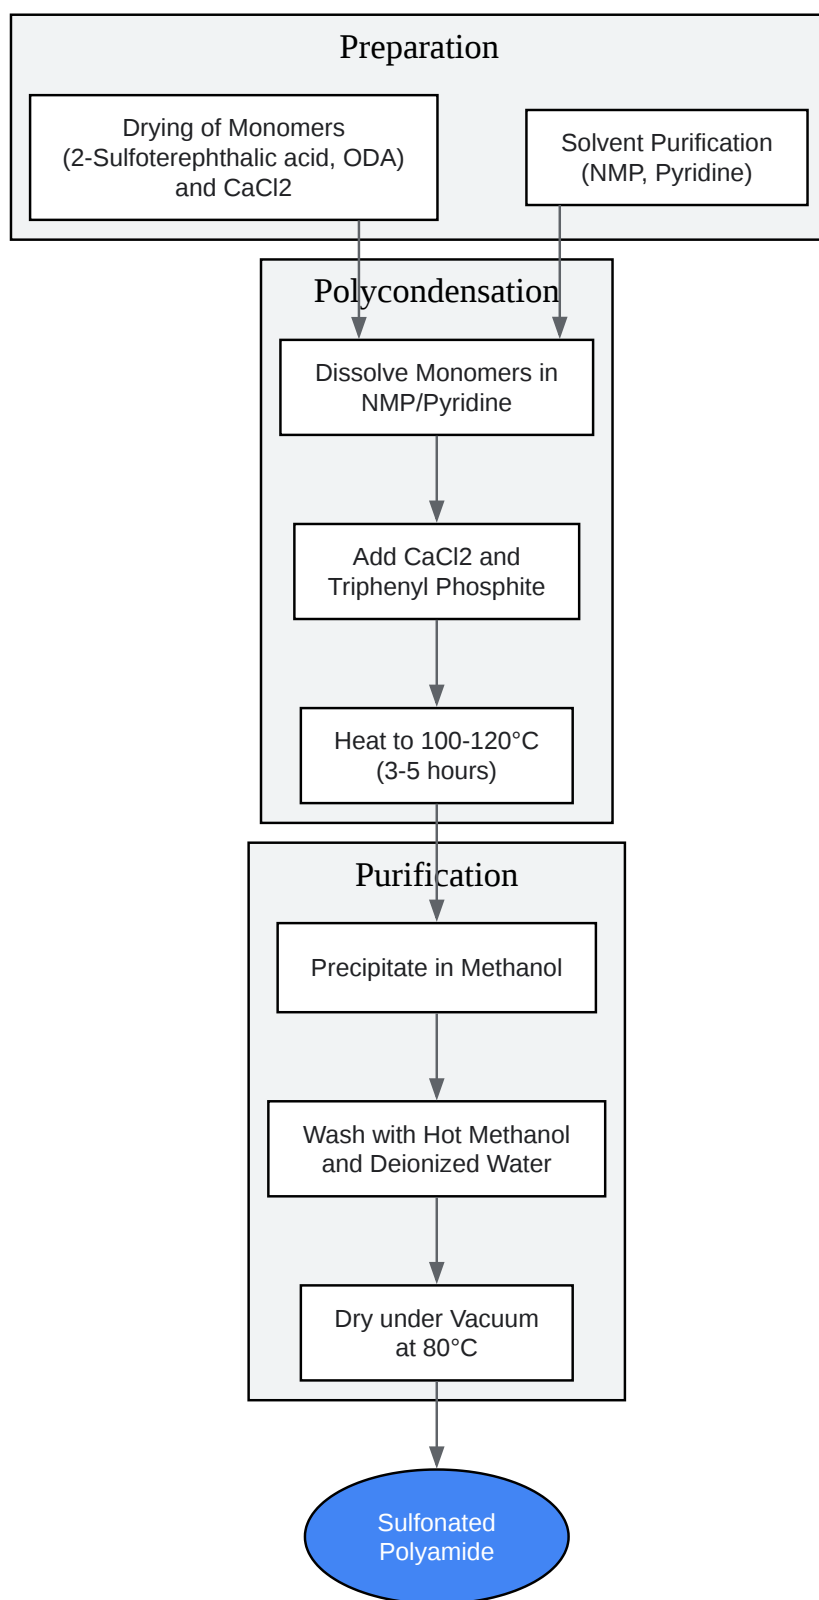 Preparation
Drying of Monomers
(2-Sulfoterephthalic acid, ODA)
and CaCl2
Solvent Purification
(NMP, Pyridine)
Polycondensation
Dissolve Monomers in
NMP/Pyridine
Add CaCl2 and
Triphenyl Phosphite
Heat to 100-120°C
(3-5 hours)
Purification
Precipitate in Methanol
Wash with Hot Methanol
and Deionized Water
Dry under Vacuum
at 80°C
Sulfonated
Polyamide